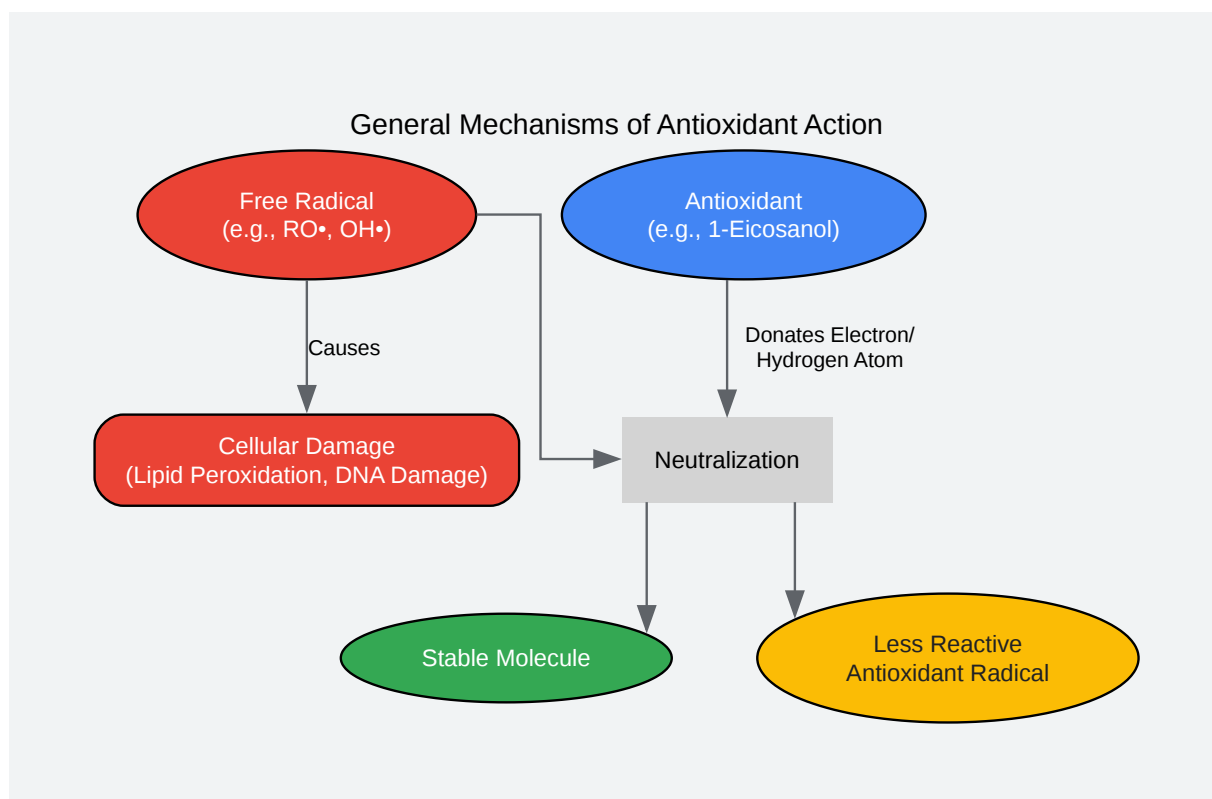 General Mechanisms of Antioxidant Action
Free Radical
(e.g., RO•, OH•)
Antioxidant
(e.g., 1-Eicosanol)
Causes
Donates Electron/
Hydrogen Atom
Cellular Damage
(Lipid Peroxidation, DNA Damage)
Neutralization
Stable Molecule
Less Reactive
Antioxidant Radical